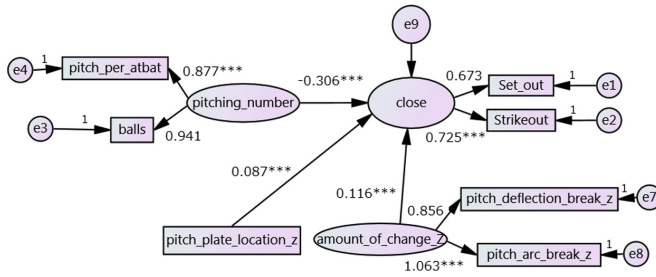 e9
e4
1
pitch_per_atbat
0.877***
-0.306***
0.673
Set_out
1
e1
pitching_number
close
e3
1
balls
0.941
0.725***
Strikeout
1
e2
0.087***
0.116***
0.856
pitch_deflection_break_z
1
e7
pitch_plate_location_z
amount_of_change_Z
1.063***
pitch_arc_break_z
1
e8